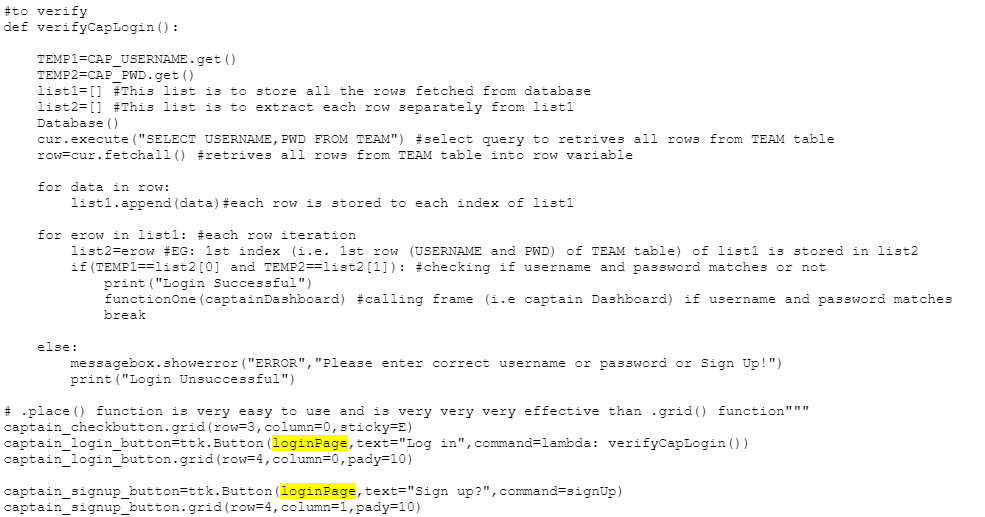 #to verify
def verifyCapLogin():
TEMP1=CAP_USERNAME.get()
TEMP2=CAP_PWD.get()
list1=[] #This list is to store all the rows fetched from database
list2=[] #This list is to extract each row separately from list1
Database()
cur.execute("SELECT USERNAME,PWD FROM TEAM") #select query to retrives all rows from TEAM table
row=cur.fetchall() #retrives all rows from TEAM table into row variable
for data in row:
list1.append(data)#each row is stored to each index of list1
for erow in list1: #each row iteration
list2=erow #EG: 1st index (i.e. 1st row (USERNAME and PWD) of TEAM table) of list1 is stored in list2
if(TEMP1==list2[0] and TEMP2==list2[1]): #checking if username and password matches or not
print("Login Successful")
functionOne(captainDashboard) #calling frame (i.e captain Dashboard) if username and password matches
break
else:
messagebox.showerror("ERROR","Please enter correct username or password or Sign Up!")
print("Login Unsuccessful")
# .place() function is very easy to use and is very very very effective than .grid() function"""
captain_checkbutton.grid(row=3,column=0,sticky=E)
captain_login_button=ttk.Button(loginPage,text="Log in",command=lambda: verifyCapLogin())
captain_login_button.grid(row=4,column=0,pady=10)
captain_signup_button=ttk.Button(loginPage,text="Sign up?",command=signUp)
captain_signup_button.grid(row=4,column=1,pady=10)